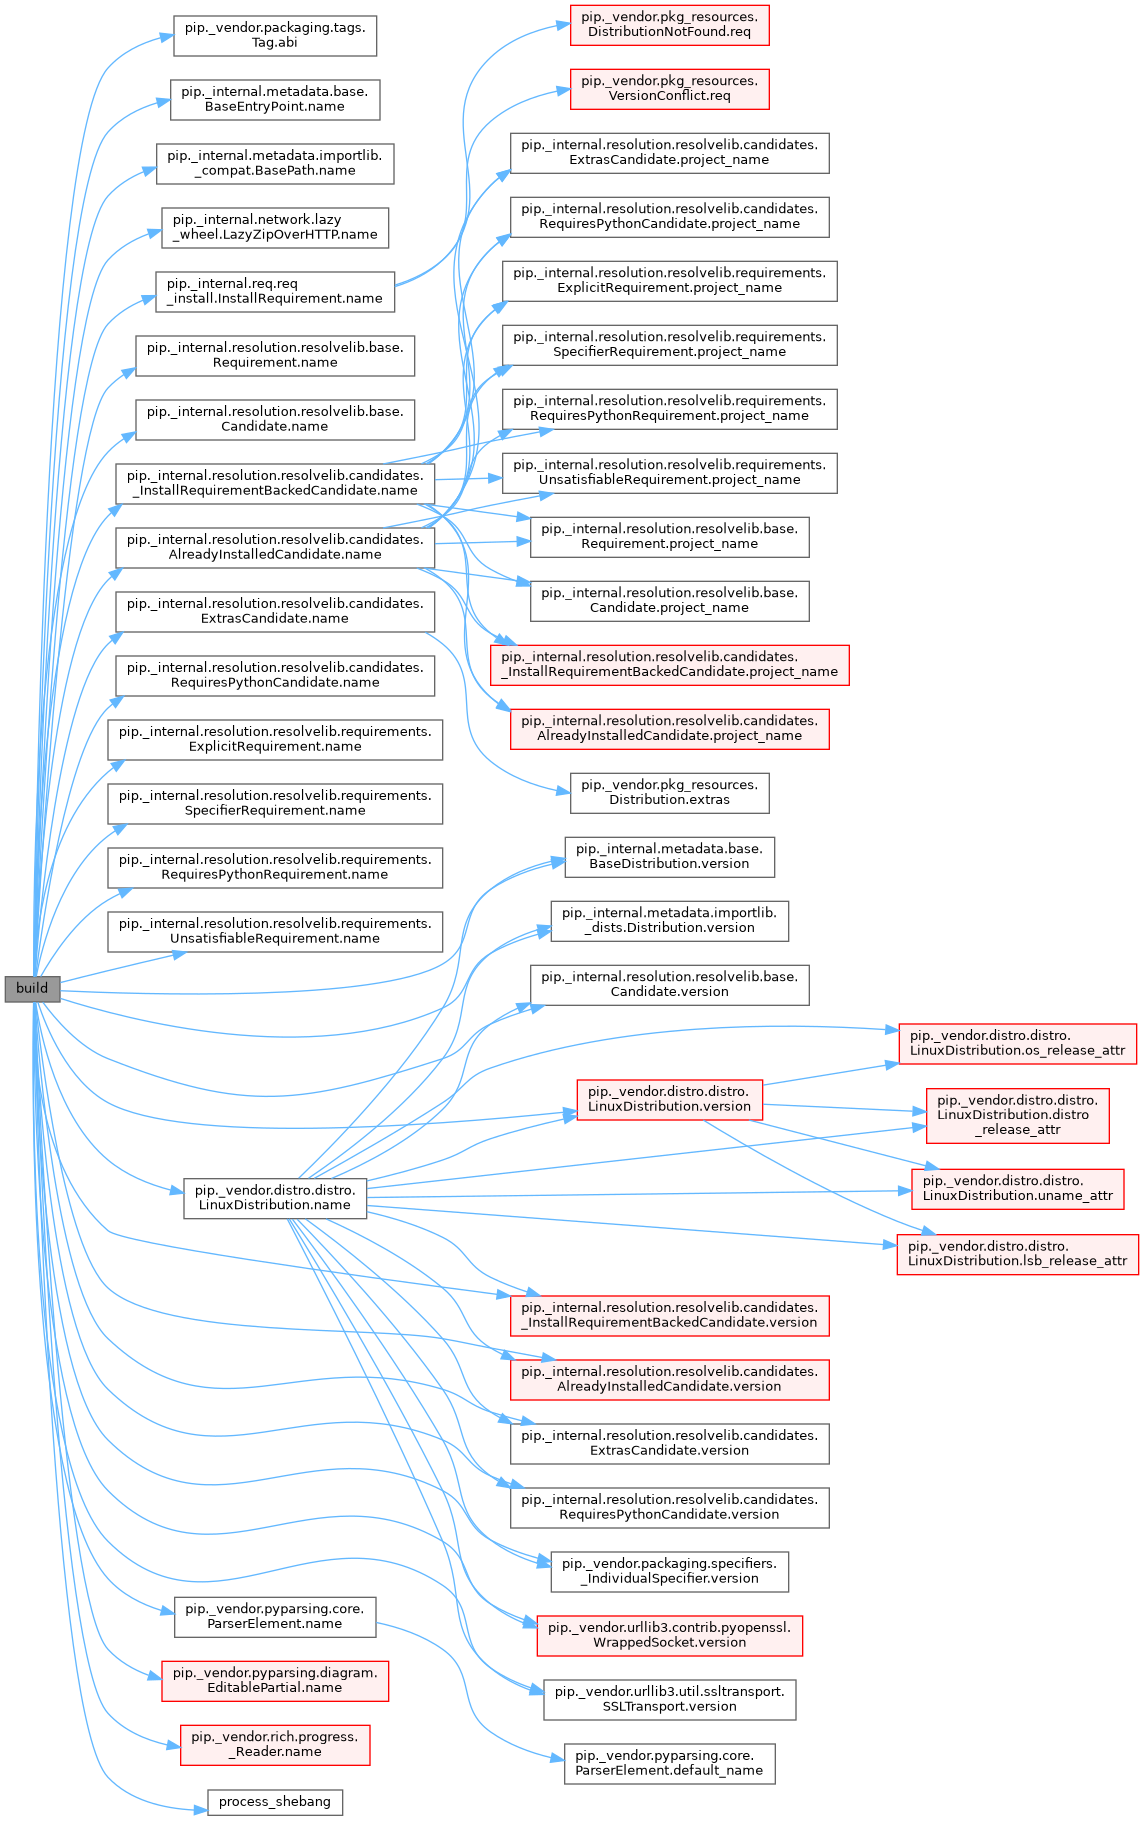 build
pip._vendor.packaging.tags.
Tag.abi
pip._internal.metadata.base.
BaseEntryPoint.name
pip._internal.metadata.importlib.
_compat.BasePath.name
pip._internal.network.lazy
_wheel.LazyZipOverHTTP.name
pip._internal.req.req
_install.InstallRequirement.name
pip._internal.resolution.resolvelib.base.
Requirement.name
pip._internal.resolution.resolvelib.base.
Candidate.name
pip._internal.resolution.resolvelib.candidates.
_InstallRequirementBackedCandidate.name
pip._internal.resolution.resolvelib.candidates.
AlreadyInstalledCandidate.name
pip._internal.resolution.resolvelib.candidates.
ExtrasCandidate.name
pip._internal.resolution.resolvelib.candidates.
RequiresPythonCandidate.name
pip._internal.resolution.resolvelib.requirements.
ExplicitRequirement.name
pip._internal.resolution.resolvelib.requirements.
SpecifierRequirement.name
pip._internal.resolution.resolvelib.requirements.
RequiresPythonRequirement.name
pip._internal.resolution.resolvelib.requirements.
UnsatisfiableRequirement.name
pip._vendor.distro.distro.
LinuxDistribution.name
pip._vendor.pyparsing.core.
ParserElement.name
pip._vendor.pyparsing.diagram.
EditablePartial.name
pip._vendor.rich.progress.
_Reader.name
process_shebang
pip._vendor.pkg_resources.
DistributionNotFound.req
pip._vendor.pkg_resources.
VersionConflict.req
pip._internal.resolution.resolvelib.candidates.
ExtrasCandidate.project_name
pip._internal.resolution.resolvelib.candidates.
RequiresPythonCandidate.project_name
pip._internal.resolution.resolvelib.requirements.
ExplicitRequirement.project_name
pip._internal.resolution.resolvelib.requirements.
SpecifierRequirement.project_name
pip._internal.resolution.resolvelib.requirements.
RequiresPythonRequirement.project_name
pip._internal.resolution.resolvelib.requirements.
UnsatisfiableRequirement.project_name
pip._internal.resolution.resolvelib.base.
Requirement.project_name
pip._internal.resolution.resolvelib.base.
Candidate.project_name
pip._internal.resolution.resolvelib.candidates.
_InstallRequirementBackedCandidate.project_name
pip._internal.resolution.resolvelib.candidates.
AlreadyInstalledCandidate.project_name
pip._vendor.pkg_resources.
Distribution.extras
pip._internal.metadata.base.
BaseDistribution.version
pip._internal.metadata.importlib.
_dists.Distribution.version
pip._internal.resolution.resolvelib.base.
Candidate.version
pip._vendor.distro.distro.
LinuxDistribution.version
pip._internal.resolution.resolvelib.candidates.
_InstallRequirementBackedCandidate.version
pip._internal.resolution.resolvelib.candidates.
AlreadyInstalledCandidate.version
pip._internal.resolution.resolvelib.candidates.
ExtrasCandidate.version
pip._internal.resolution.resolvelib.candidates.
RequiresPythonCandidate.version
pip._vendor.packaging.specifiers.
_IndividualSpecifier.version
pip._vendor.urllib3.contrib.pyopenssl.
WrappedSocket.version
pip._vendor.urllib3.util.ssltransport.
SSLTransport.version
pip._vendor.pyparsing.core.
ParserElement.default_name
pip._vendor.distro.distro.
LinuxDistribution.os_release_attr
pip._vendor.distro.distro.
LinuxDistribution.distro
_release_attr
pip._vendor.distro.distro.
LinuxDistribution.uname_attr
pip._vendor.distro.distro.
LinuxDistribution.lsb_release_attr